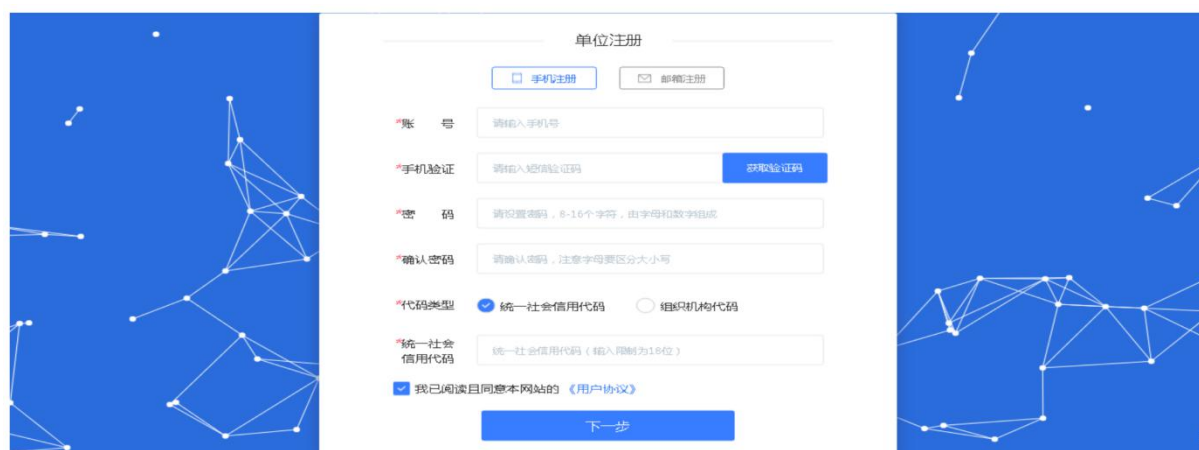 单位注册
手机注册 邮箱注册
*账 号 请输入手机号
*手机验证 请输入短信验证码 获取验证码
*密 码 请设置密码，8-16个字符，由字母和数字组成
*确认密码 请确认密码，注意字母要区分大小写
*代码类型 统一社会信用代码 组织机构代码
*统一社会
信用代码 统一社会信用代码（输入限制为18位）
我已阅读且同意本网站的《用户协议》
下一步